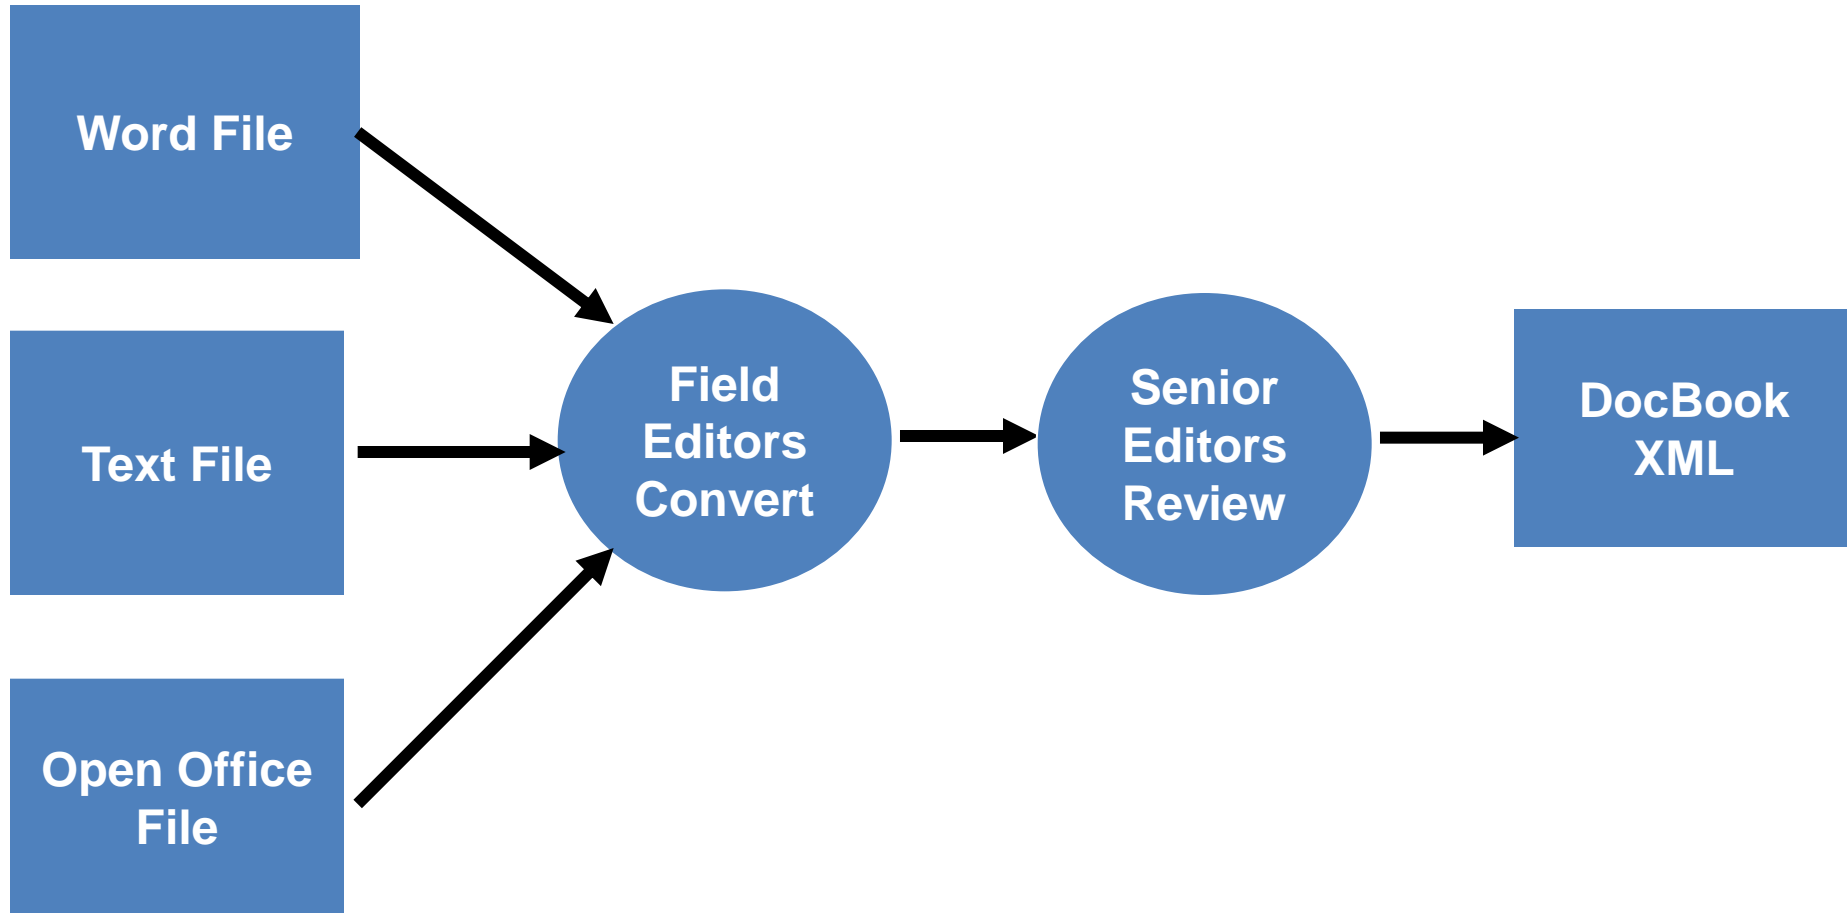 Word File
Text File
Open Office
File
Field
Editors
Convert
Senior
Editors
Review
DocBook
XML